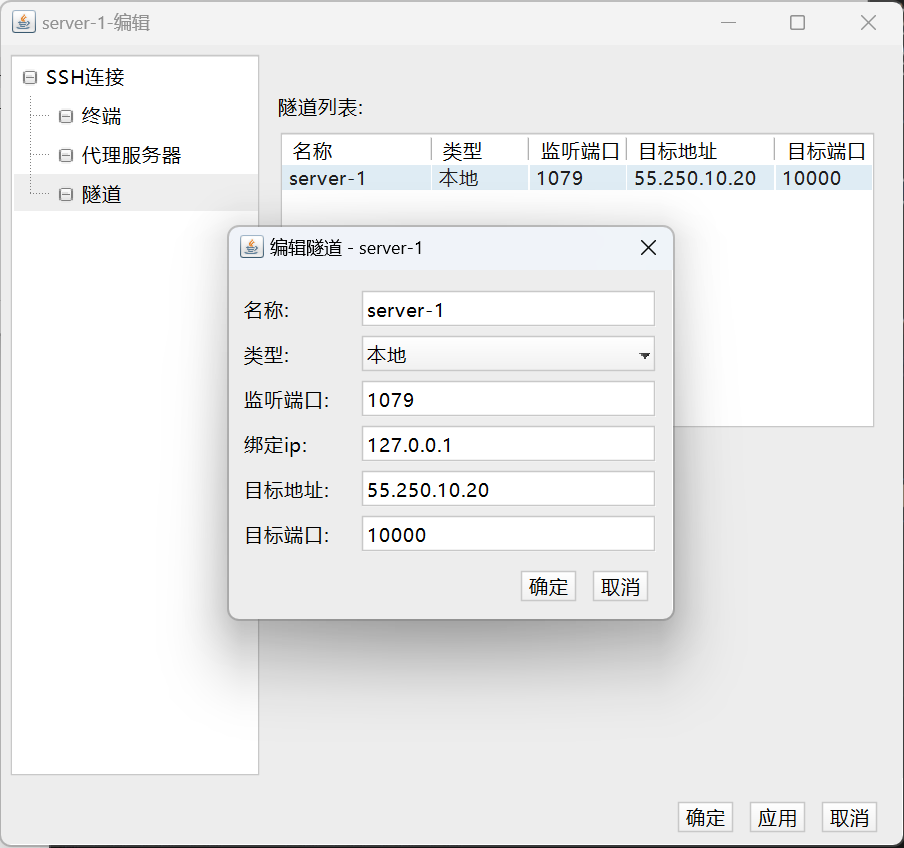 server-1-编辑
SSH连接
终端
代理服务器
隧道
隧道列表:
名称 类型 监听端口 目标地址 目标端口
server-1 本地 1079 55.250.10.20 10000
编辑隧道 - server-1
名称: server-1
类型: 本地
监听端口: 1079
绑定ip: 127.0.0.1
目标地址: 55.250.10.20
目标端口: 10000
确定 取消
确定 应用 取消